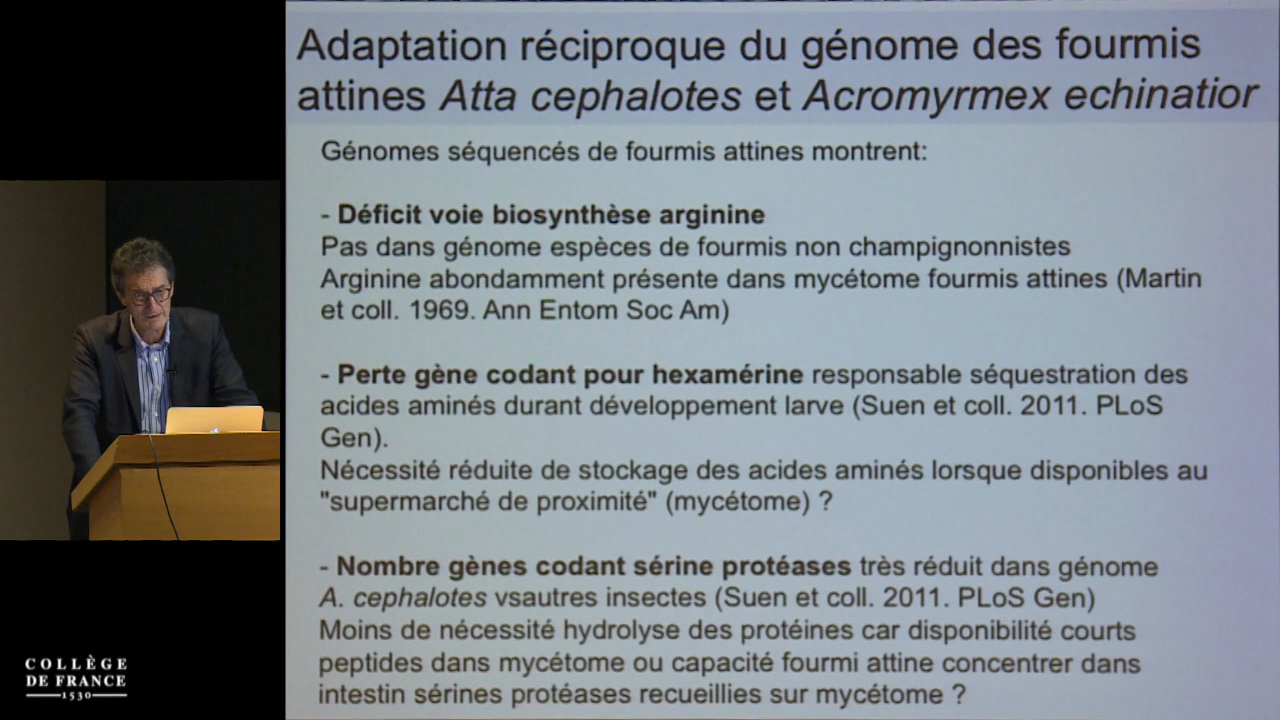 Adaptation réciproque du génome des fourmis
attines Atta cephalotes et Acromyrmex echinatior
Génomes séquencés de fourmis attines montrent:
- Déficit voie biosynthèse arginine
Pas dans génome espèces de fourmis non champignonnistes
Arginine abondamment présente dans mycétome fourmis attines (Martin
et coll. 1969. Ann Entom Soc Am)
- Perte gène codant pour hexamérine responsable séquestration des
acides aminés durant développement larve (Suen et coll. 2011. PLoS
Gen).
Nécessité réduite de stockage des acides aminés lorsque disponibles au
"supermarché de proximité" (mycétome) ?
- Nombre gènes codant sérine protéases très réduit dans génome
A. cephalotes vsautres insectes (Suen et coll. 2011. PLoS Gen)
Moins de nécessité hydrolyse des protéines car disponibilité courts
peptides dans mycétome ou capacité fourmi attine concentrer dans
intestin sérines protéases recueillies sur mycétome ?
COLLÈGE
DE FRANCE
1530